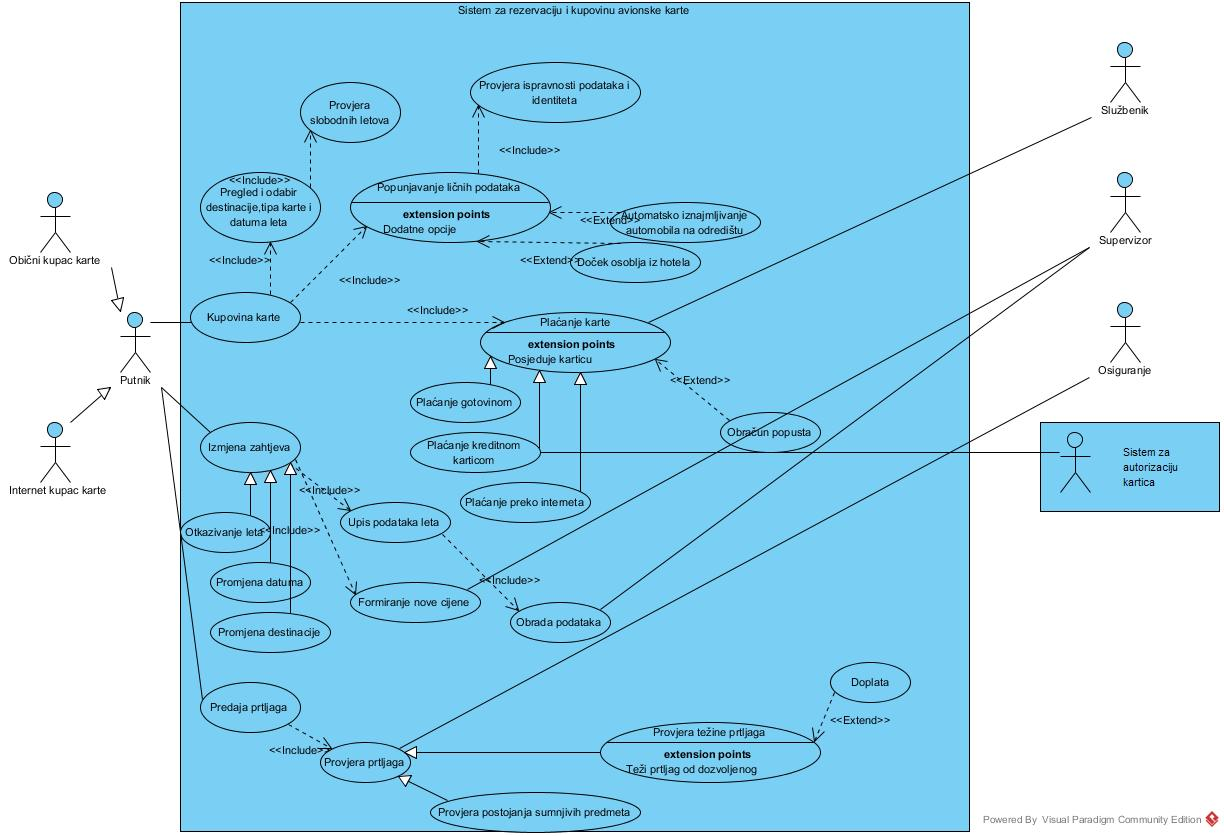 Sistem za rezervaciju i kupovinu avionske karte
Službenik
Provjera ispravnosti podataka i
identiteta
Provjera
slobodnih letova
<<Include>>
<<Include>>
Pregled i odabir
destinacije,tipa karte i
datuma leta
Popunjavanje ličnih podataka
extension points
Dodatne opcije
<<Extend>>
Automatsko iznajmljivanje
automobila na odredištu
Supervizor
Obični kupac karte
<<Include>>
<<Include>>
<<Extend>>
Doček osoblja iz hotela
Kupovina karte
<<Include>>
Plaćanje karte
extension points
Posjeduje karticu
Putnik
Osiguranje
<<Extend>>
Plaćanje gotovinom
Obračun popusta
Izmjena zahtjeva
Plaćanje kreditnom
karticom
Sistem za
autorizaciju
kartica
Internet kupac karte
<<Include>>
Plaćanje preko interneta
Otkazivanje leta
<<Include>>
Upis podataka leta
Promjena datuma
<<Include>>
Formiranje nove cijene
Obrada podataka
Promjena destinacije
Doplata
Predaja prtljaga
<<Extend>>
<<Include>>
Provjera prtljaga
Provjera težine prtljaga
extension points
Teži prtljag od dozvoljenog
Provjera postojanja sumnjivih predmeta
Powered By Visual Paradigm Community Edition